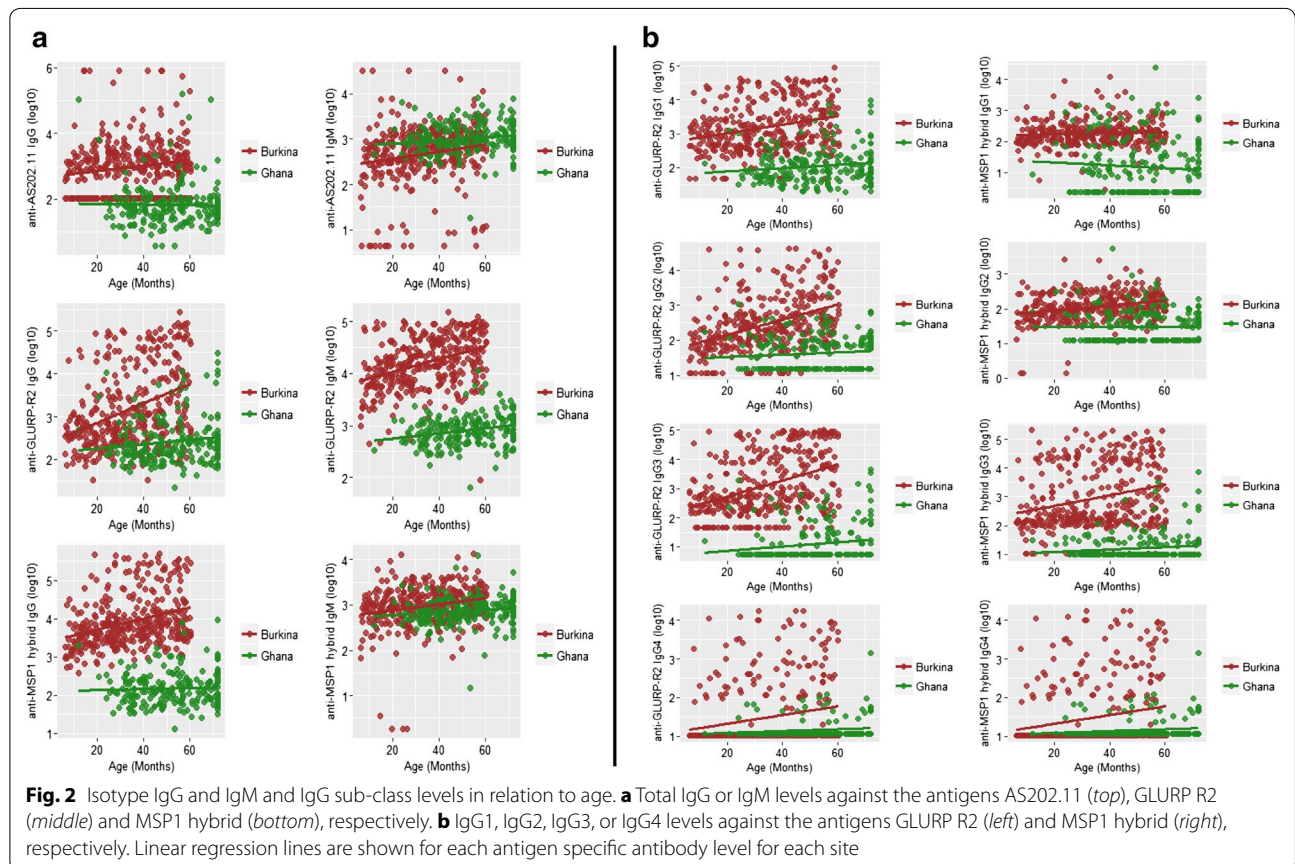 a
anti-AS202.11 IgG (log10)
6
4
2
20 40 60
Age (Months)
Burkina
Ghana
anti-AS202.11 IgM (log10)
4
3
2
1
20 40 60
Age (Months)
Burkina
Ghana
anti-GLURP-R2 IgG (log10)
5
4
3
2
20 40 60
Age (Months)
Burkina
Ghana
anti-GLURP-R2 IgM (log10)
5
4
3
2
20 40 60
Age (Months)
Burkina
Ghana
anti-MSP1 hybrid IgG (log10)
5
4
3
2
1
20 40 60
Age (Months)
Burkina
Ghana
anti-MSP1 hybrid IgM (log10)
4
3
2
1
20 40 60
Age (Months)
Burkina
Ghana
b
anti-GLURP-R2 IgG1 (log10)
5
4
3
2
1
20 40 60
Age (Months)
Burkina
Ghana
anti-MSP1 hybrid IgG1 (log10)
4
3
2
1
20 40 60
Age (Months)
Burkina
Ghana
anti-GLURP-R2 IgG2 (log10)
4
3
2
1
20 40 60
Age (Months)
Burkina
Ghana
anti-MSP1 hybrid IgG2 (log10)
3
2
1
0
20 40 60
Age (Months)
Burkina
Ghana
anti-GLURP-R2 IgG3 (log10)
5
4
3
2
1
20 40 60
Age (Months)
Burkina
Ghana
anti-MSP1 hybrid IgG3 (log10)
5
4
3
2
1
20 40 60
Age (Months)
Burkina
Ghana
anti-GLURP-R2 IgG4 (log10)
4
3
2
1
20 40 60
Age (Months)
Burkina
Ghana
anti-MSP1 hybrid IgG4 (log10)
4
3
2
1
20 40 60
Age (Months)
Burkina
Ghana
Fig. 2 Isotype IgG and IgM and IgG sub-class levels in relation to age. a Total IgG or IgM levels against the antigens AS202.11 (top), GLURP R2
(middle) and MSP1 hybrid (bottom), respectively. b IgG1, IgG2, IgG3, or IgG4 levels against the antigens GLURP R2 (left) and MSP1 hybrid (right),
respectively. Linear regression lines are shown for each antigen specific antibody level for each site